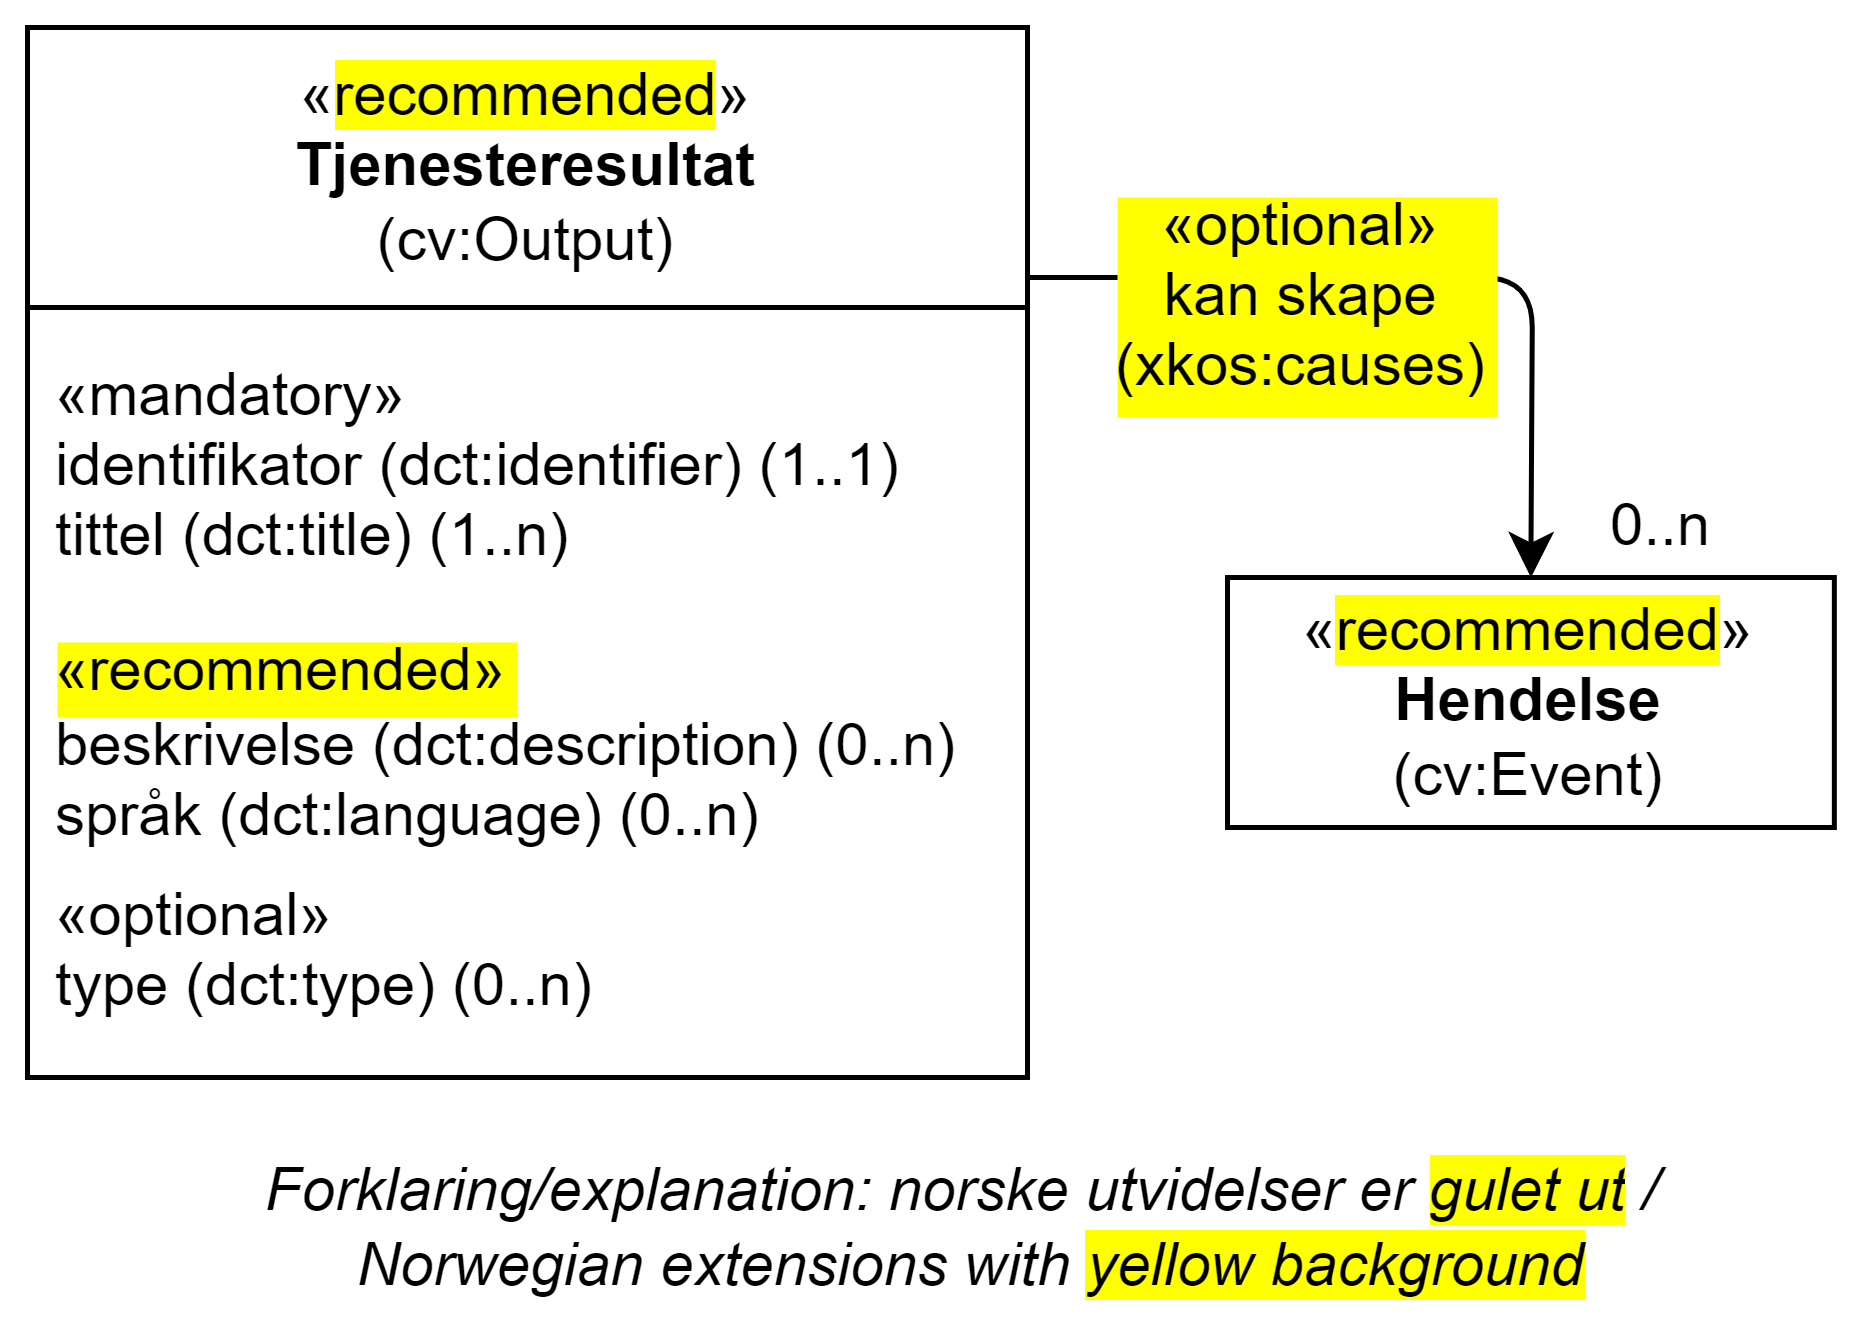 «recommended»
Tjenesteresultat
(cv:Output)
«mandatory»
identifikator (dct:identifier) (1..1)
tittel (dct:title) (1..n)
«recommended»
beskrivelse (dct:description) (0..n)
språk (dct:language) (0..n)
«optional»
type (dct:type) (0..n)
«optional»
kan skape
(xkos:causes)
0..n
«recommended»
Hendelse
(cv:Event)
Forklaring/explanation: norske utvidelser er gulet ut /
Norwegian extensions with yellow background